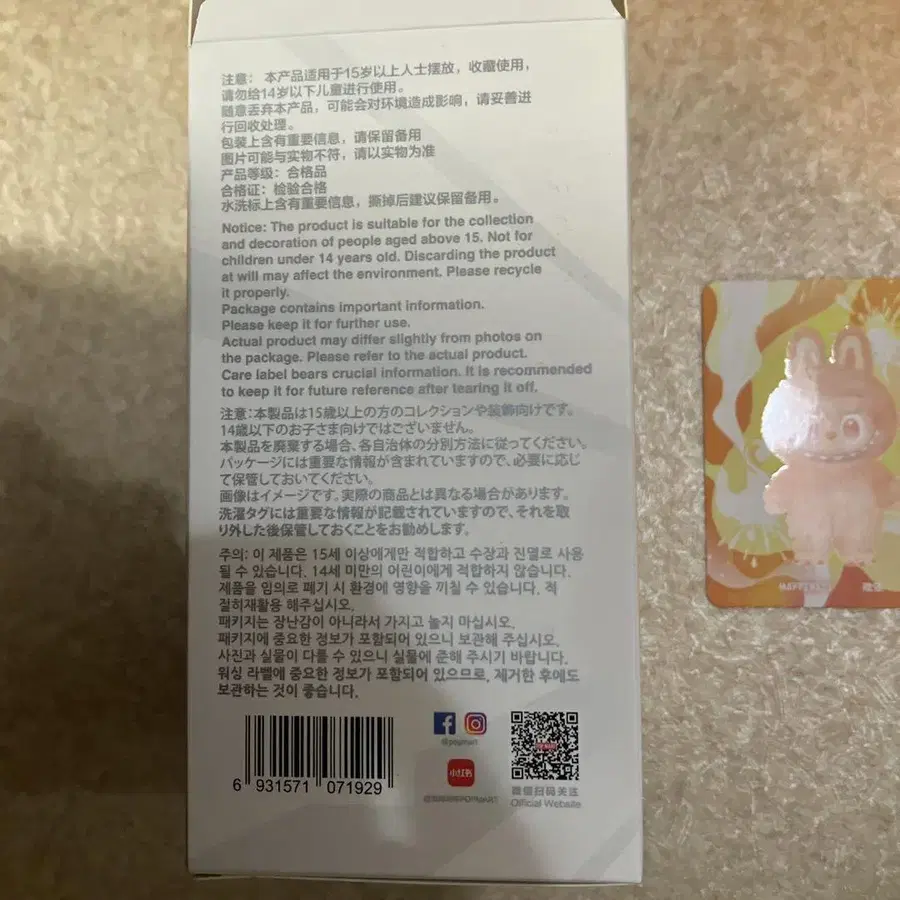 注意： 本产品适用于15岁以上人士摆放，收藏使用，
请勿给14岁以下儿童进行使用。
随意丢弃本产品，可能会对环境造成影响，请妥善进
行回收处理。
包装上含有重要信息，请保留备用
图片可能与实物不符，请以实物为准
产品等级：合格品
合格证：检验合格
水洗标上含有重要信息，撕掉后建议保留备用。
Notice: The product is suitable for the collection
and decoration of people aged above 15. Not for
children under 14 years old. Discarding the product
at will may affect the environment. Please recycle
it properly.
Package contains important information.
Please keep it for further use.
Actual product may differ slightly from photos on
the package. Please refer to the actual product.
Care label bears crucial information. It is recommended
to keep it for future reference after tearing it off.
注意：本製品は15歳以上の方のコレクションや装飾向けです。
14歳以下のお子さま向けではございません。
本製品を廃棄する場合、各自治体の分別方法に従ってください。
パッケージには重要な情報が含まれていますので、必要に応じ
て保管しておいてください。
画像はイメージです。実際の商品とは異なる場合があります。
洗濯タグには重要な情報が記載されていますので、それを取
り外した後保管しておくことをお勧めします。
주의: 이 제품은 15세 이상에게만 적합하고 수장과 진열로 사용
될 수 있습니다. 14세 미만의 어린이에게 적합하지 않습니다.
제품을 임의로 폐기 시 환경에 영향을 끼칠 수 있습니다. 적
절히재활용 해주십시오.
패키지는 장난감이 아니라서 가지고 놀지 마십시오.
패키지에 중요한 정보가 포함되어 있으니 보관해 주십시오.
사진과 실물이 다를 수 있으니 실물에 준해 주시기 바랍니다.
워싱 라벨에 중요한 정보가 포함되어 있으므로, 제거한 후에도
보관하는 것이 좋습니다.
6 931571 071929
@popmart
小红书
POPMART
微信扫码关注
Official Website